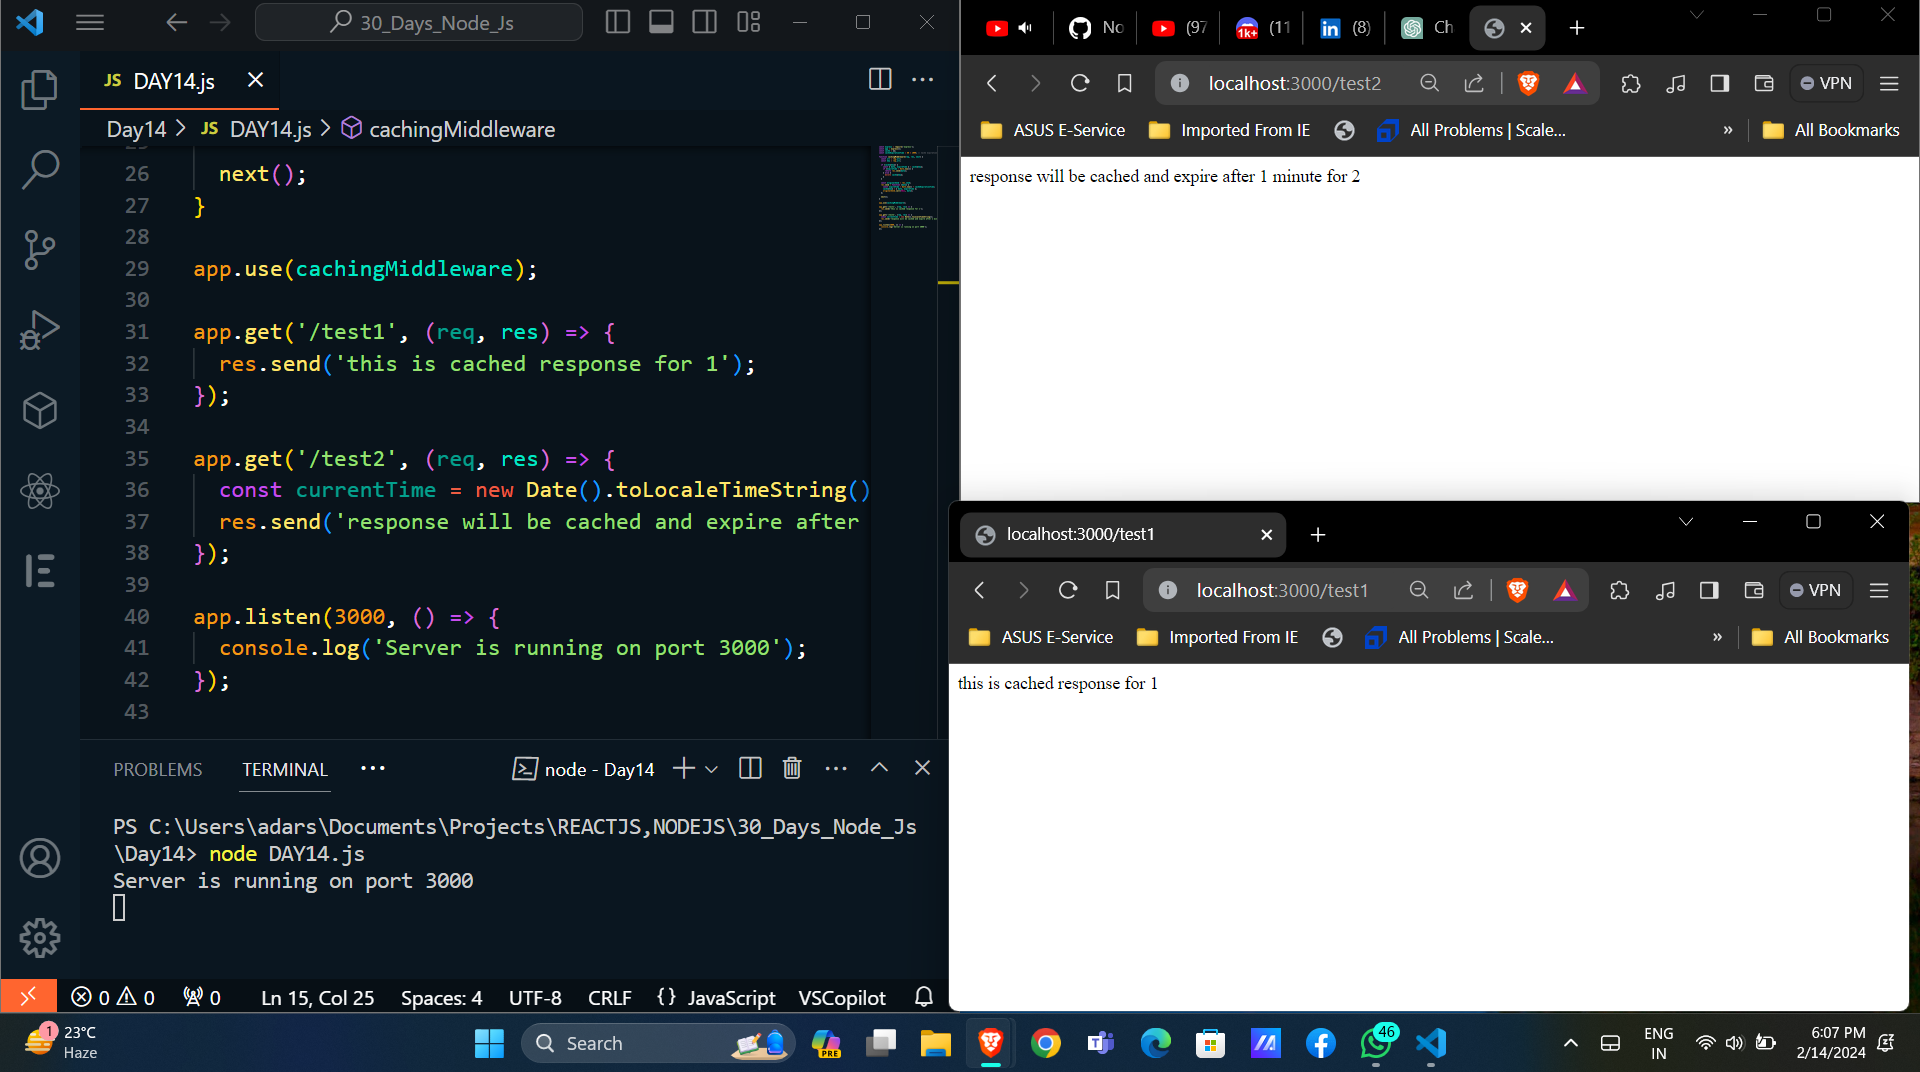 30_Days_Node_Js
JS DAY14.js
Day14 > JS DAY14.js > cachingMiddleware
26 next();
27 }
28
29 app.use(cachingMiddleware);
30
31 app.get('/test1', (req, res) => {
32 res.send('this is cached response for 1');
33 });
34
35 app.get('/test2', (req, res) => {
36 const currentTime = new Date().toLocaleTimeString()
37 res.send('response will be cached and expire after
38 });
39
40 app.listen(3000, () => {
41 console.log('Server is running on port 3000');
42 });
43
PROBLEMS TERMINAL ... node - Day14
PS C:\Users\adars\Documents\Projects\REACTJS,NODEJS\30_Days_Node_Js
\Day14> node DAY14.js
Server is running on port 3000
0 0 0 Ln 15, Col 25 Spaces: 4 UTF-8 CRLF {} JavaScript VSCopilot
No (97 1k+ (11 in (8) Ch
localhost:3000/test2 VPN
ASUS E-Service Imported From IE All Problems | Scale... » All Bookmarks
response will be cached and expire after 1 minute for 2
localhost:3000/test1
localhost:3000/test1 VPN
ASUS E-Service Imported From IE All Problems | Scale... » All Bookmarks
this is cached response for 1
1 23°C
Haze
Search
PRE
46
ENG
IN
6:07 PM
2/14/2024